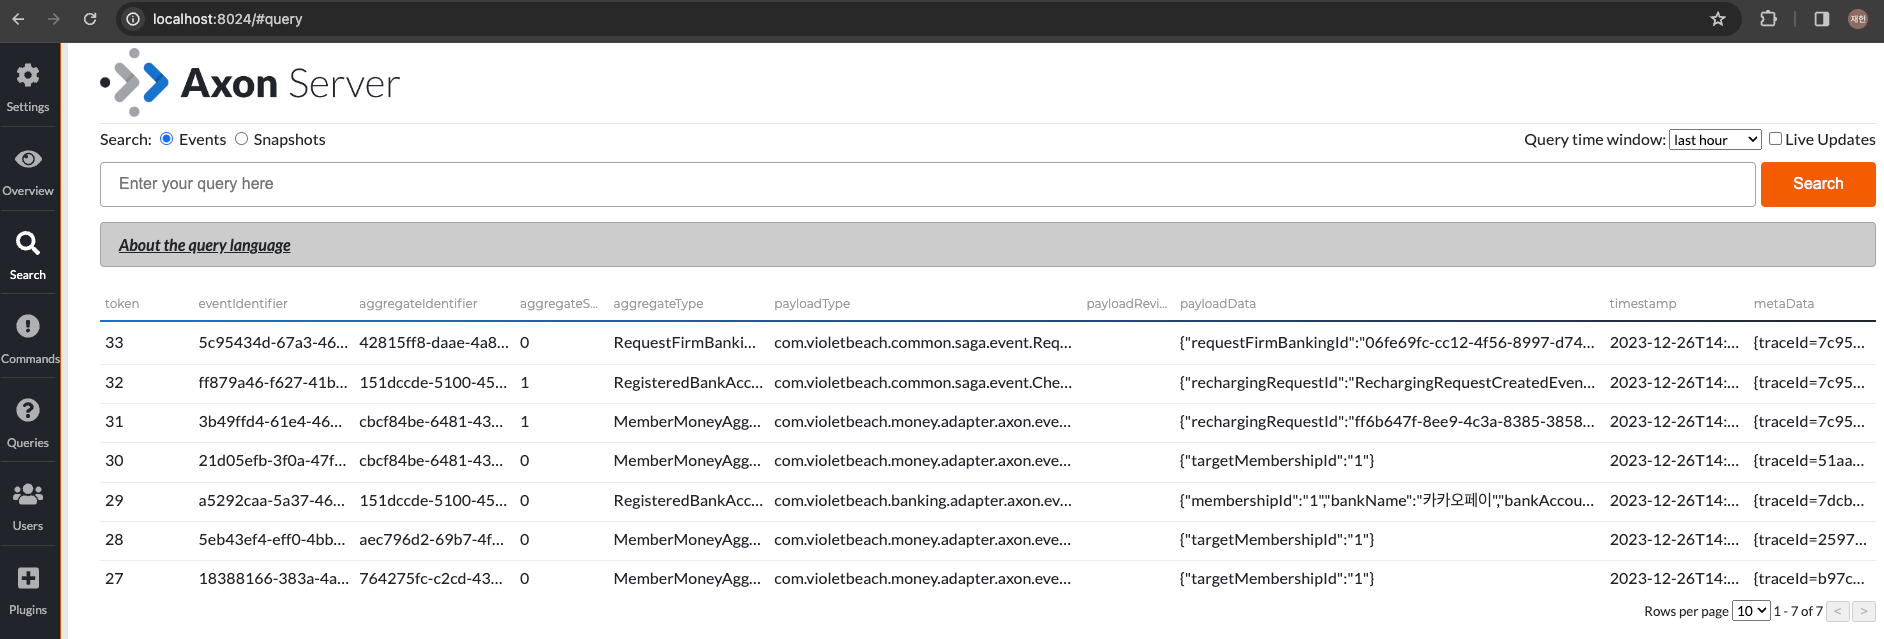 localhost:8024/#query
재헌
Settings
Overview
Search
Commands
Queries
Users
Plugins
Axon Server
Search: Events Snapshots
Query time window: last hour Live Updates
Enter your query here
Search
About the query language
token eventIdentifier aggregateIdentifier aggregateS... aggregateType payloadType payloadRevi... payloadData timestamp metaData
33 5c95434d-67a3-46... 42815ff8-daae-4a8... 0 RequestFirmBanki... com.violetbeach.common.saga.event.Req... {"requestFirmBankingId":"06fe69fc-cc12-4f56-8997-d74... 2023-12-26T14:... {traceId=7c95...
32 ff879a46-f627-41b... 151dccde-5100-45... 1 RegisteredBankAcc... com.violetbeach.common.saga.event.Che... {"rechargingRequestId":"RechargingRequestCreatedEven... 2023-12-26T14:... {traceId=7c95...
31 3b49ffd4-61e4-46... cbcf84be-6481-43... 1 MemberMoneyAgg... com.violetbeach.money.adapter.axon.eve... {"rechargingRequestId":"ff6b647f-8ee9-4c3a-8385-3858... 2023-12-26T14:... {traceId=7c95...
30 21d05efb-3f0a-47f... cbcf84be-6481-43... 0 MemberMoneyAgg... com.violetbeach.money.adapter.axon.eve... {"targetMembershipId":"1"} 2023-12-26T14:... {traceId=51aa...
29 a5292caa-5a37-46... 151dccde-5100-45... 0 RegisteredBankAcc... com.violetbeach.banking.adapter.axon.ev... {"membershipId":"1","bankName":"카카오페이","bankAccou... 2023-12-26T14:... {traceId=7dcb...
28 5eb43ef4-eff0-4bb... aec796d2-69b7-4f... 0 MemberMoneyAgg... com.violetbeach.money.adapter.axon.eve... {"targetMembershipId":"1"} 2023-12-26T14:... {traceId=2597...
27 18388166-383a-4a... 764275fc-c2cd-43... 0 MemberMoneyAgg... com.violetbeach.money.adapter.axon.eve... {"targetMembershipId":"1"} 2023-12-26T14:... {traceId=b97c...
Rows per page 10 1 - 7 of 7 < >